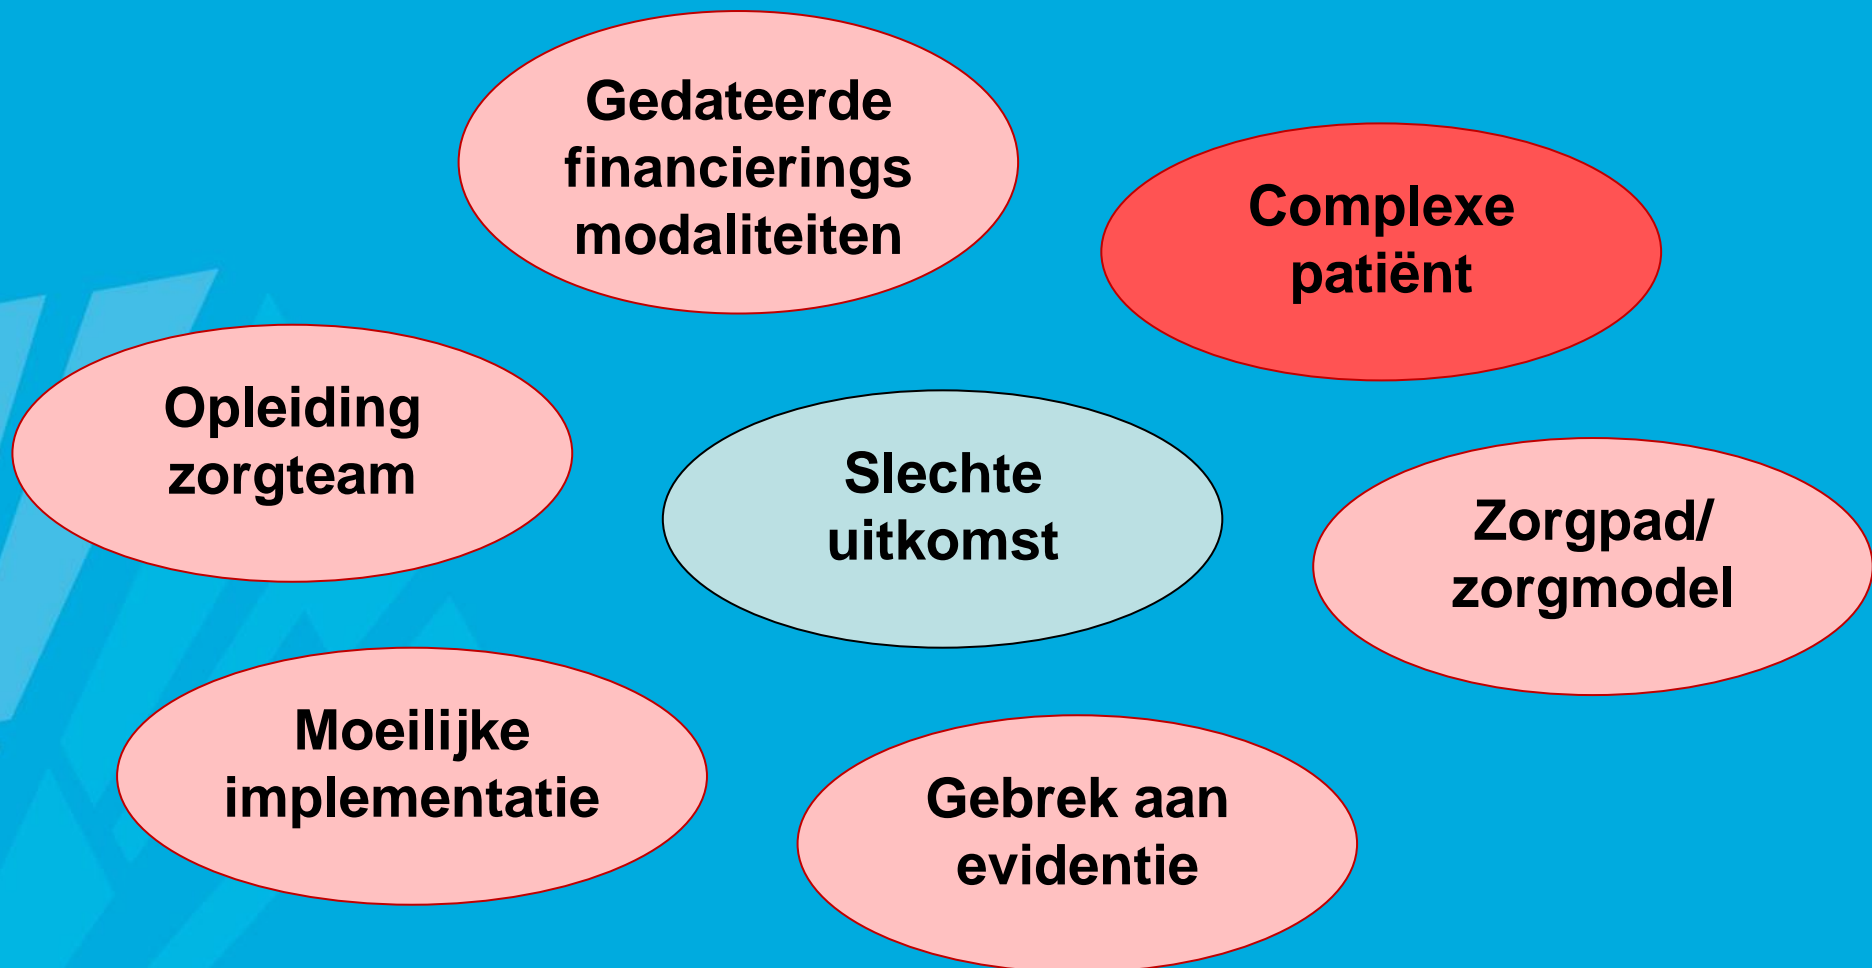 Gedateerde
financierings
modaliteiten
Complexe
patiënt
Opleiding
zorgteam
Slechte
uitkomst
Zorgpad/
zorgmodel
Moeilijke
implementatie
Gebrek aan
evidentie